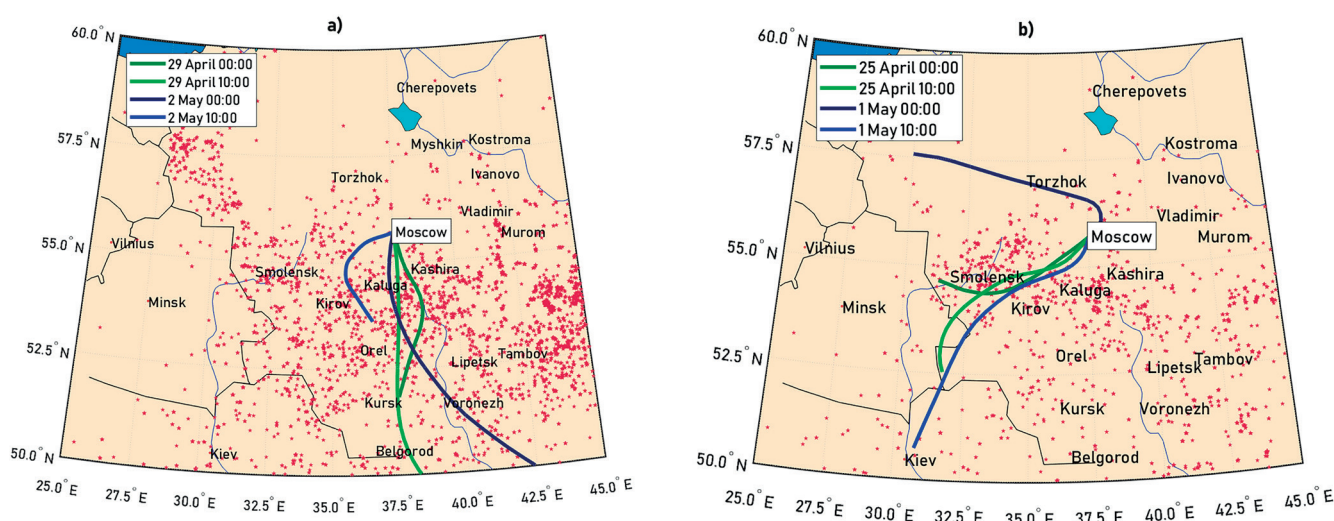 a)
60.0° N
57.5° N
55.0° N
52.5° N
50.0° N
29 April 00:00
29 April 10:00
2 May 00:00
2 May 10:00
Cherepovets
Myshkin
Kostroma
Torzhok
Ivanovo
Vladimir
Moscow
Murom
Vilnius
Smolensk
Kashira
Kaluga
Minsk
Kirov
Orel
Lipetsk
Tambov
Kursk
Voronezh
Kiev
Belgorod
25.0° E
27.5° E
30.0° E
32.5° E
35.0° E
37.5° E
40.0° E
42.5° E
45.0° E
b)
60.0° N
57.5° N
55.0° N
52.5° N
50.0° N
25 April 00:00
25 April 10:00
1 May 00:00
1 May 10:00
Cherepovets
Kostroma
Torzhok
Ivanovo
Vladimir
Moscow
Murom
Vilnius
Smolensk
Kashira
Kaluga
Minsk
Kirov
Orel
Lipetsk
Tambov
Kursk
Voronezh
Kiev
Belgorod
25.0° E
27.5° E
30.0° E
32.5° E
35.0° E
37.5° E
40.0° E
42.5° E
45.0° E